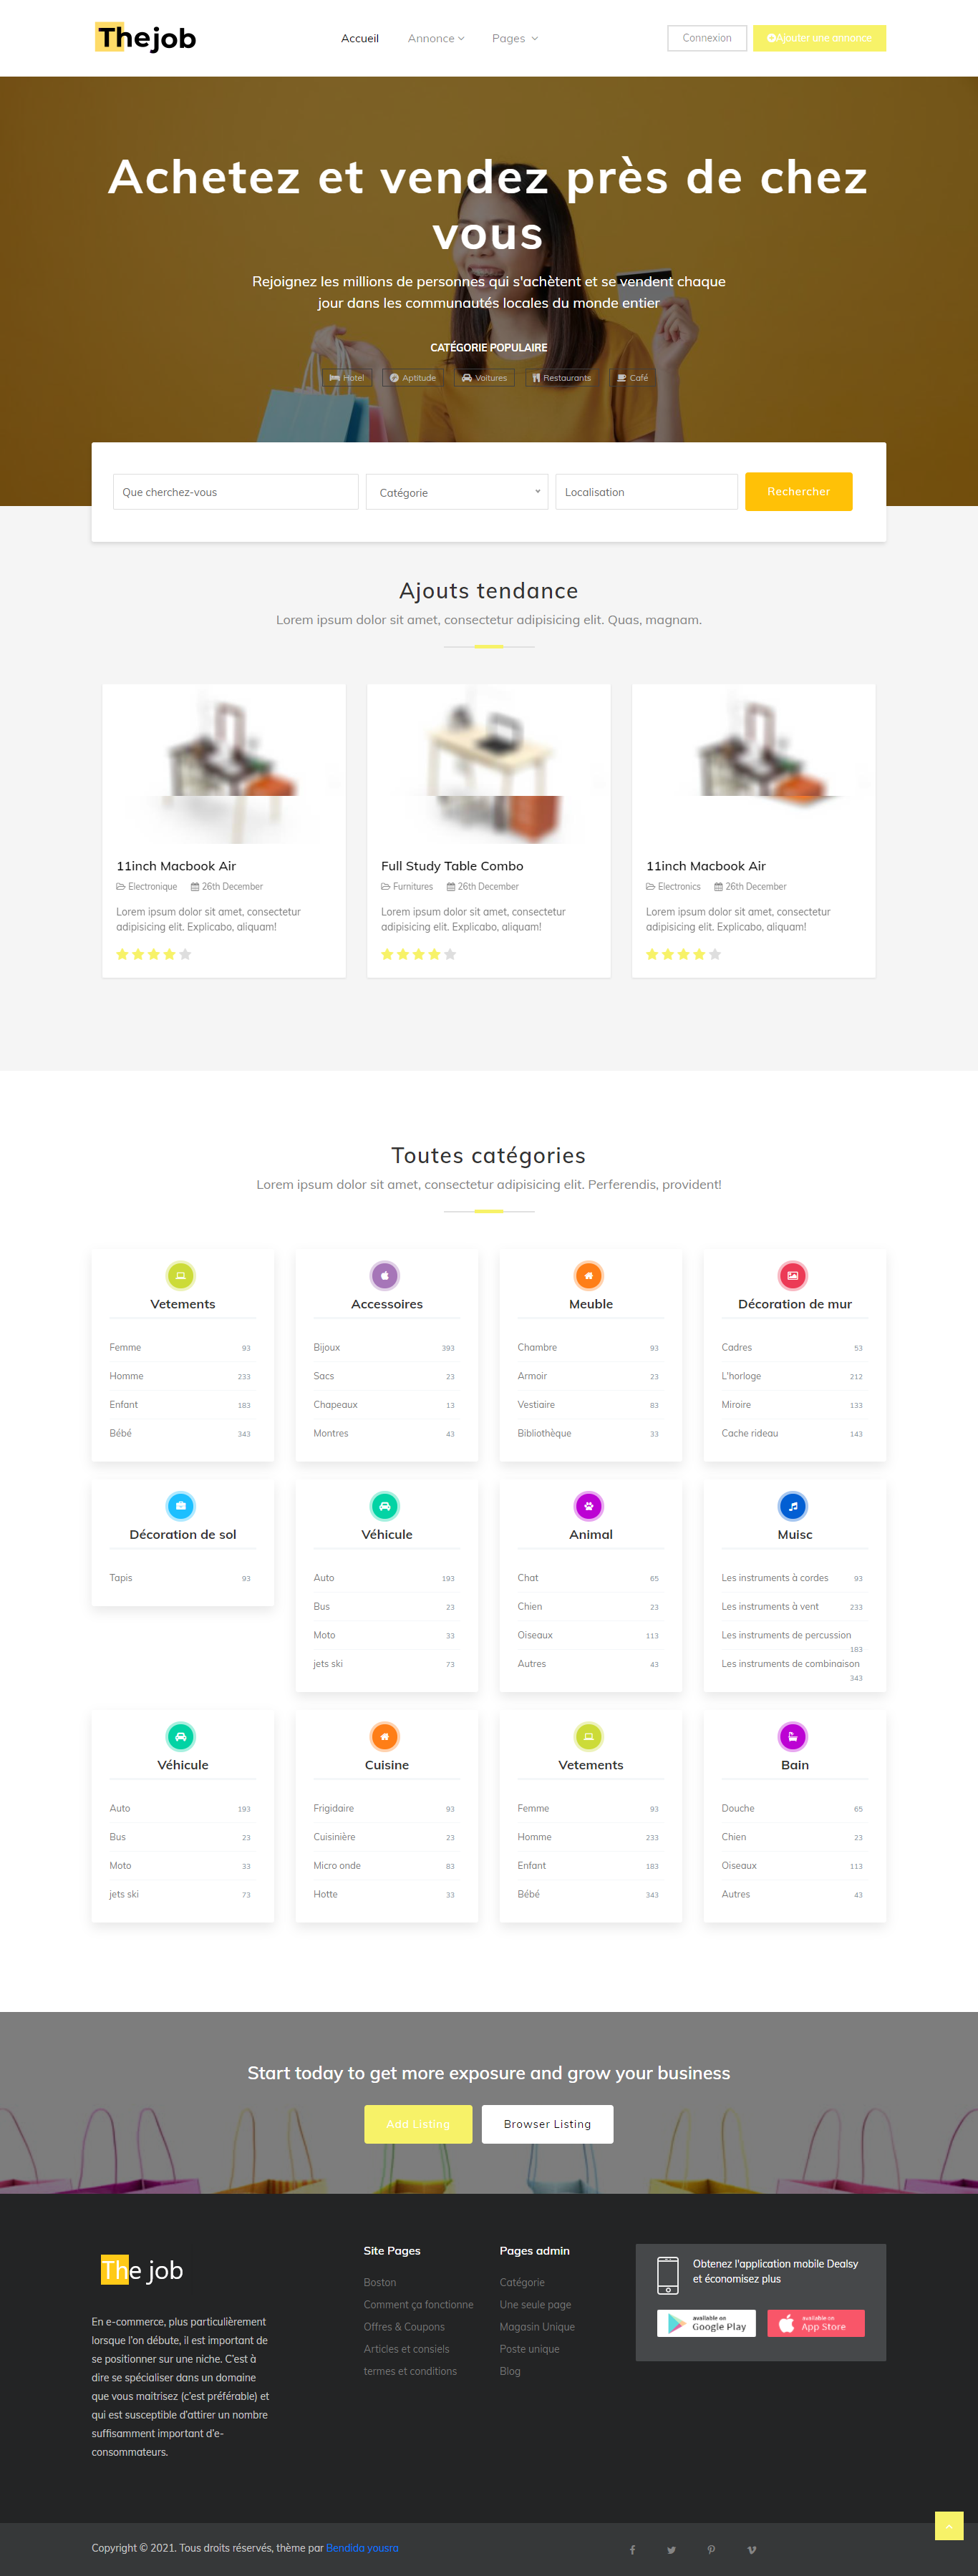 Thejob
Accueil
Annonce
Pages
Connexion
Ajouter une annonce
Achetez et vendez près de chez
vous
Rejoignez les millions de personnes qui s'achètent et se vendent chaque
jour dans les communautés locales du monde entier
CATÉGORIE POPULAIRE
Hotel
Aptitude
Voitures
Restaurants
Café
Que cherchez-vous
Catégorie
Localisation
Rechercher
Ajouts tendance
Lorem ipsum dolor sit amet, consectetur adipisicing elit. Quas, magnam.
11inch Macbook Air
Electronique 26th December
Lorem ipsum dolor sit amet, consectetur
adipisicing elit. Explicabo, aliquam!
Full Study Table Combo
Furnitures 26th December
Lorem ipsum dolor sit amet, consectetur
adipisicing elit. Explicabo, aliquam!
11inch Macbook Air
Electronics 26th December
Lorem ipsum dolor sit amet, consectetur
adipisicing elit. Explicabo, aliquam!
Toutes catégories
Lorem ipsum dolor sit amet, consectetur adipisicing elit. Perferendis, provident!
Vetements
Femme 93
Homme 233
Enfant 183
Bébé 343
Accessoires
Bijoux 393
Sacs 23
Chapeaux 13
Montres 43
Meuble
Chambre 93
Armoir 23
Vestiaire 83
Bibliothèque 33
Décoration de mur
Cadres 53
L'horloge 212
Miroire 133
Cache rideau 143
Décoration de sol
Tapis 93
Véhicule
Auto 193
Bus 23
Moto 33
jets ski 73
Animal
Chat 65
Chien 23
Oiseaux 113
Autres 43
Muisc
Les instruments à cordes 93
Les instruments à vent 233
Les instruments de percussion
183
Les instruments de combinaison
343
Véhicule
Auto 193
Bus 23
Moto 33
jets ski 73
Cuisine
Frigidaire 93
Cuisinière 23
Micro onde 83
Hotte 33
Vetements
Femme 93
Homme 233
Enfant 183
Bébé 343
Bain
Douche 65
Chien 23
Oiseaux 113
Autres 43
Start today to get more exposure and grow your business
Add Listing
Browser Listing
The job
En e-commerce, plus particulièrement
lorsque l'on débute, il est important de
se positionner sur une niche. C'est à
dire se spécialiser dans un domaine
que vous maitrisez (c'est préférable) et
qui est susceptible d'attirer un nombre
suffisamment important d'e-
consommateurs.
Site Pages
Boston
Comment ça fonctionne
Offres & Coupons
Articles et consiels
termes et conditions
Pages admin
Catégorie
Une seule page
Magasin Unique
Poste unique
Blog
Obtenez l'application mobile Dealsy
et économisez plus
available on
Google Play
available on
App Store
Copyright © 2021. Tous droits réservés, thème par Bendida yousra